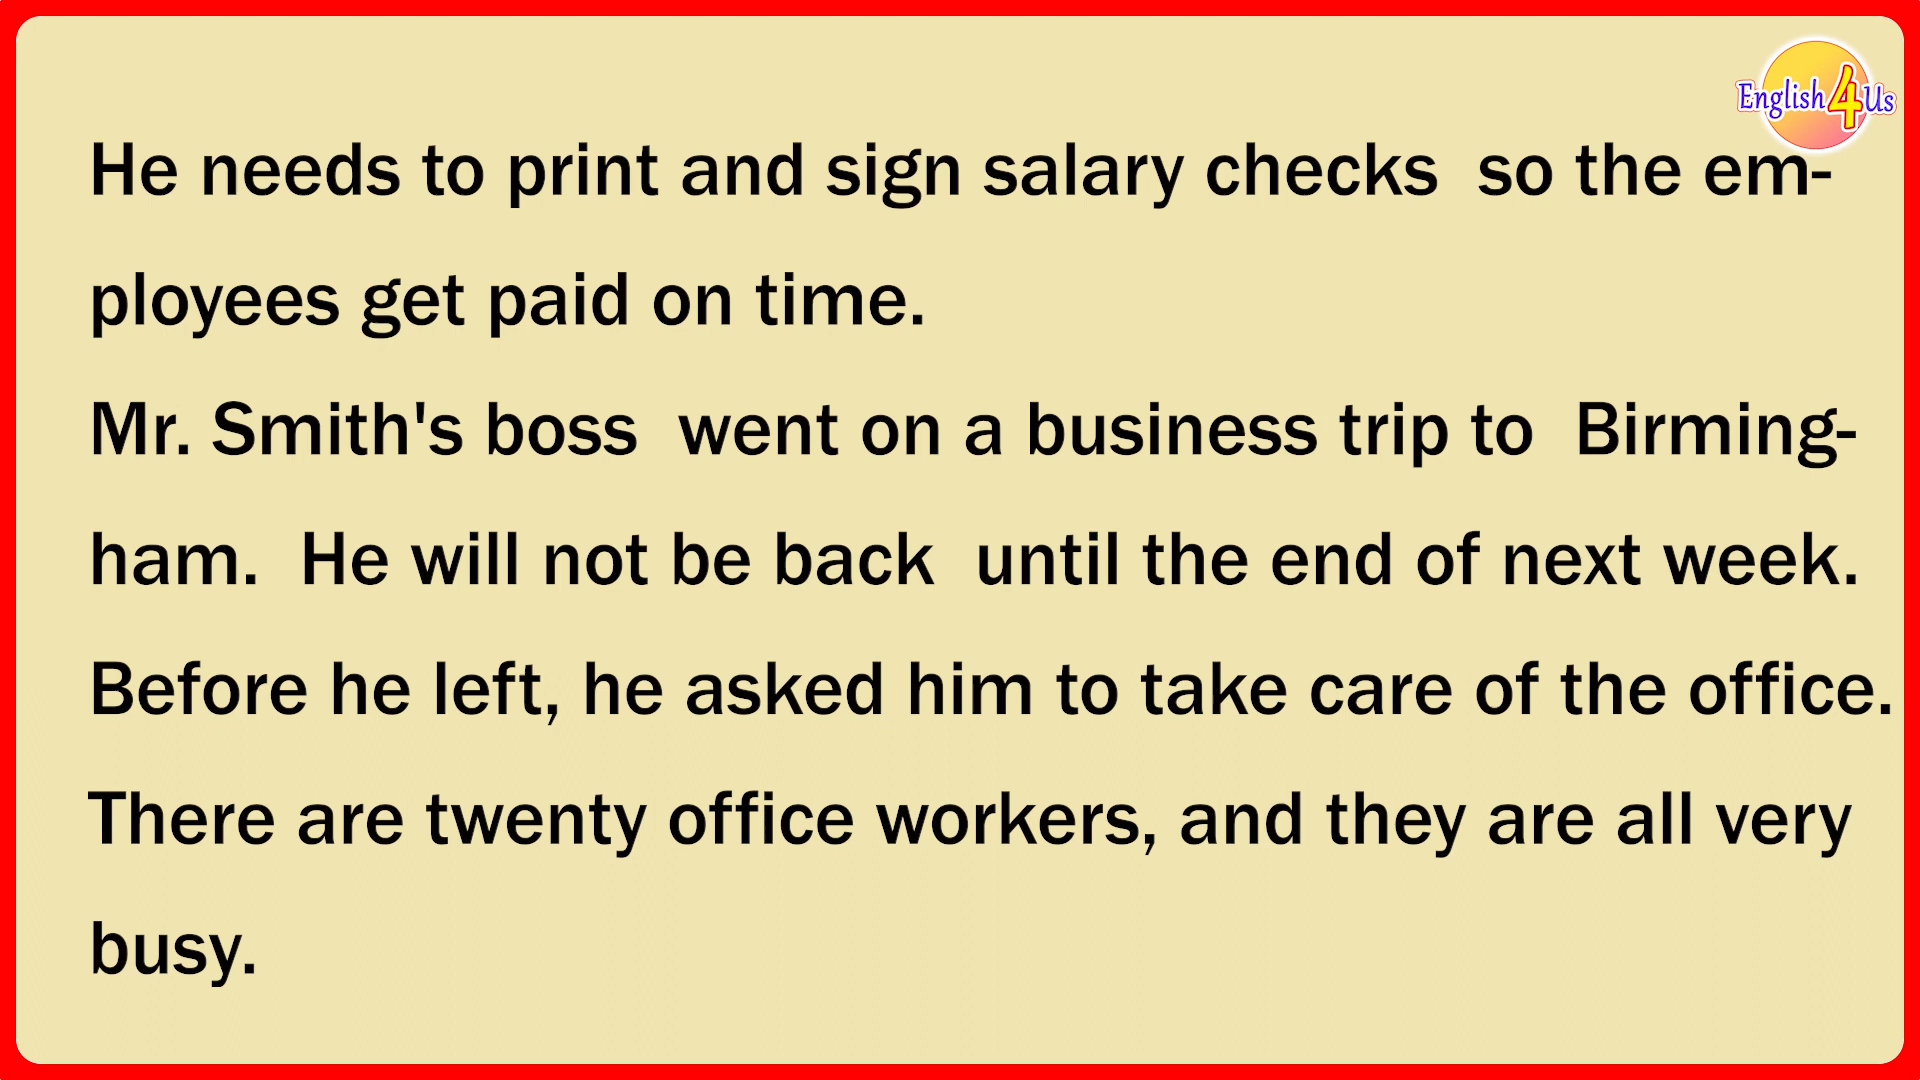 English4Us
He needs to print and sign salary checks  so the em-
ployees get paid on time.
Mr. Smith's boss  went on a business trip to  Birming-
ham.  He will not be back  until the end of next week.
Before he left, he asked him to take care of the office.
There are twenty office workers, and they are all very
busy.